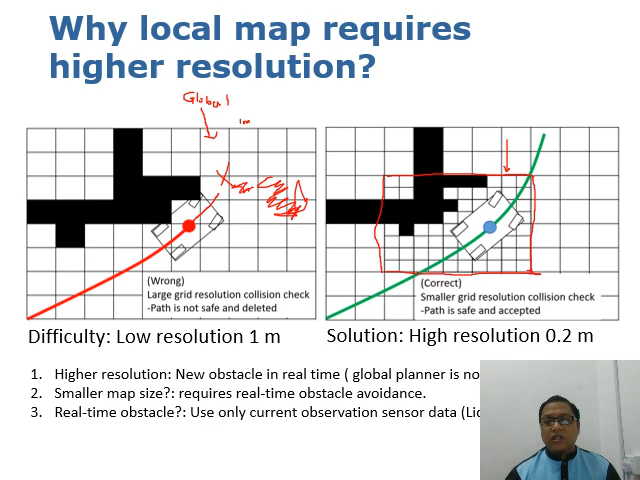 Why local map requires
higher resolution?
Global
1m
(Wrong)
Large grid resolution collision check
-Path is not safe and deleted
(Correct)
Smaller grid resolution collision check
-Path is safe and accepted
Difficulty: Low resolution 1 m
Solution: High resolution 0.2 m
1. Higher resolution: New obstacle in real time ( global planner is no
2. Smaller map size?: requires real-time obstacle avoidance.
3. Real-time obstacle?: Use only current observation sensor data